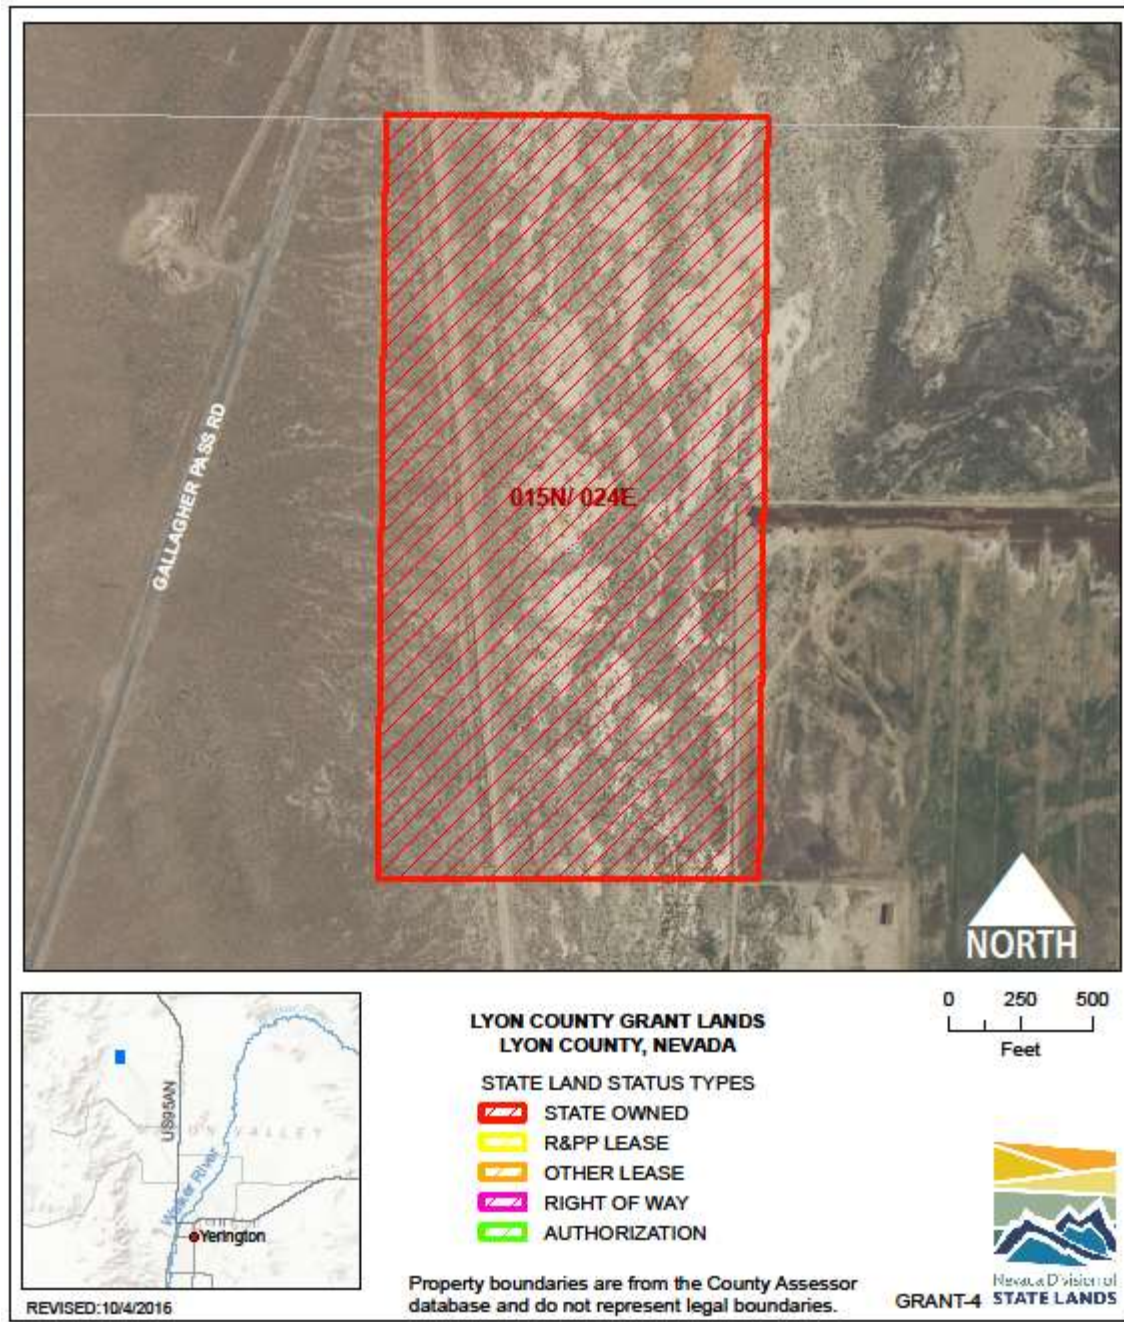 GALLAGHER PASS RD
015N/ 024E
NORTH
US95AN
Walker River
Yerington
REVISED:10/4/2016
LYON COUNTY GRANT LANDS
LYON COUNTY, NEVADA
STATE LAND STATUS TYPES
STATE OWNED
R&PP LEASE
OTHER LEASE
RIGHT OF WAY
AUTHORIZATION
Property boundaries are from the County Assessor
database and do not represent legal boundaries.
0 250 500
Feet
GRANT-4
Nevada Division of
STATE LANDS